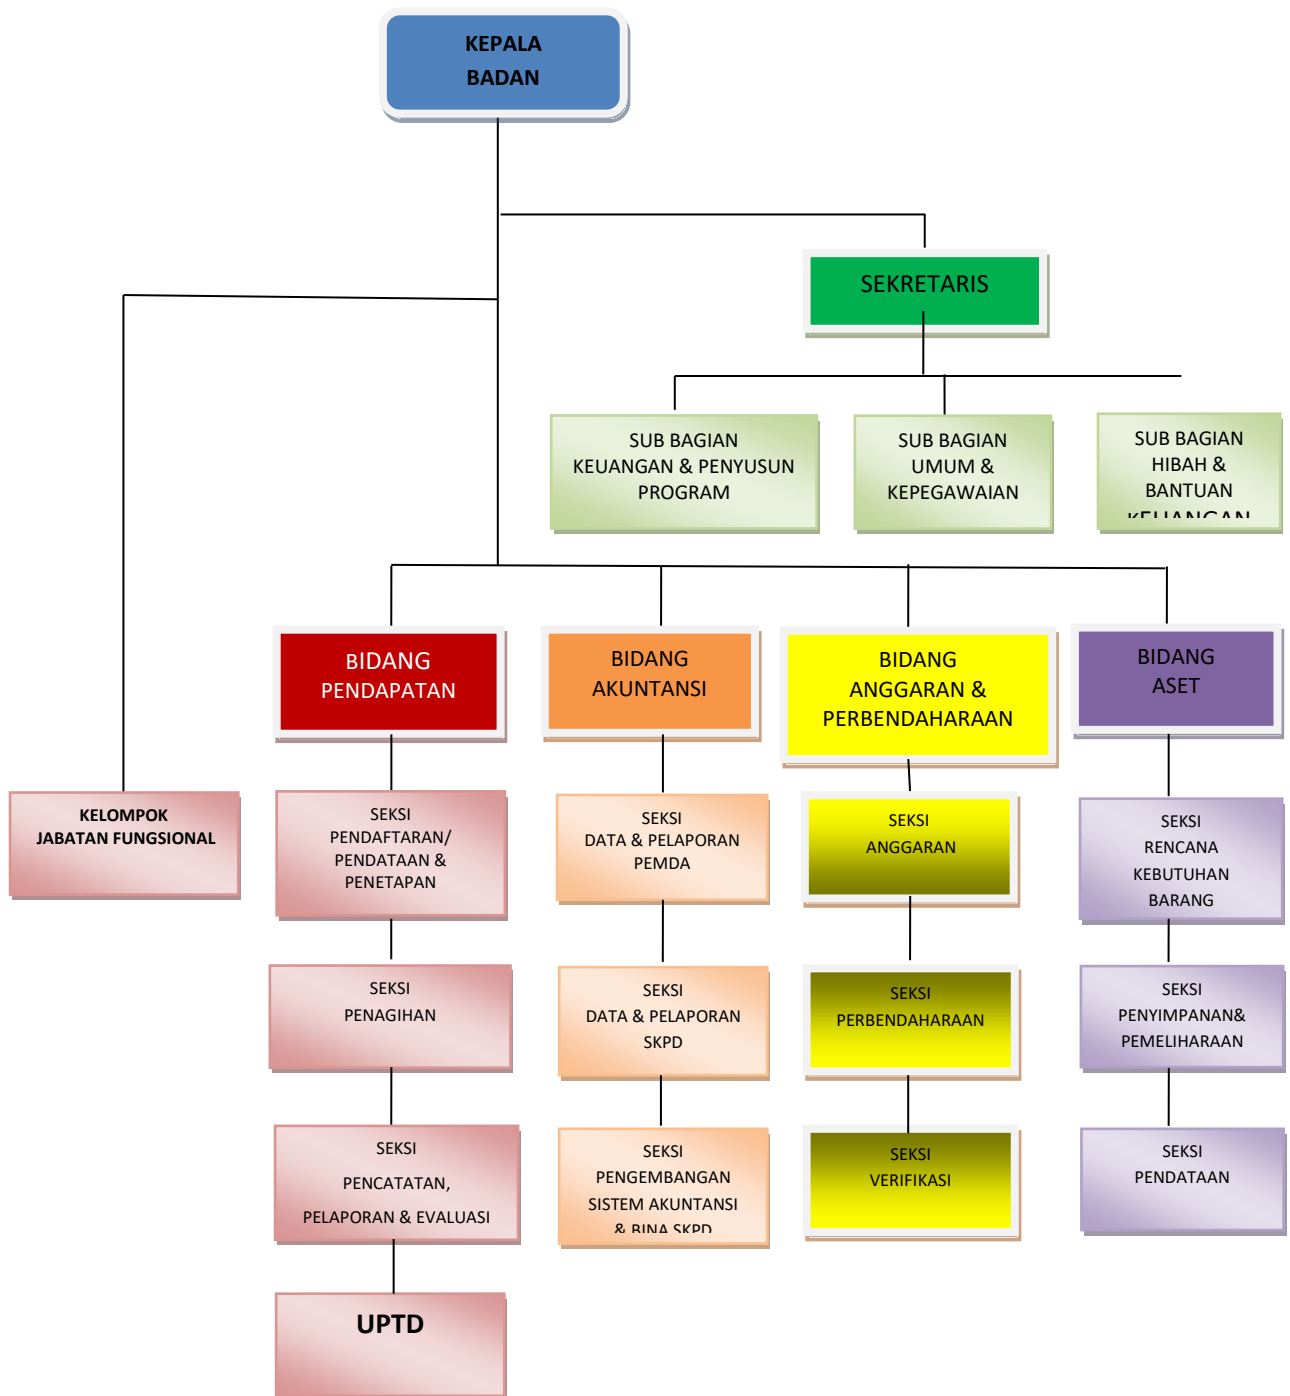 KEPALA
BADAN
SEKRETARIS
SUB BAGIAN
KEUANGAN & PENYUSUN
PROGRAM
SUB BAGIAN
UMUM &
KEPEGAWAIAN
SUB BAGIAN
HIBAH &
BANTUAN
KEUANGAN
BIDANG
PENDAPATAN
BIDANG
AKUNTANSI
BIDANG
ANGGARAN &
PERBENDAHARAAN
BIDANG
ASET
KELOMPOK
JABATAN FUNGSIONAL
SEKSI
PENDAFTARAN/
PENDATAAN &
PENETAPAN
SEKSI
DATA & PELAPORAN
PEMDA
SEKSI
ANGGARAN
SEKSI
RENCANA
KEBUTUHAN
BARANG
SEKSI
PENAGIHAN
SEKSI
DATA & PELAPORAN
SKPD
SEKSI
PERBENDAHARAAN
SEKSI
PENYIMPANAN&
PEMELIHARAAN
SEKSI
PENCATATAN,
PELAPORAN & EVALUASI
SEKSI
PENGEMBANGAN
SISTEM AKUNTANSI
& BINA SKPD
SEKSI
VERIFIKASI
SEKSI
PENDATAAN
UPTD